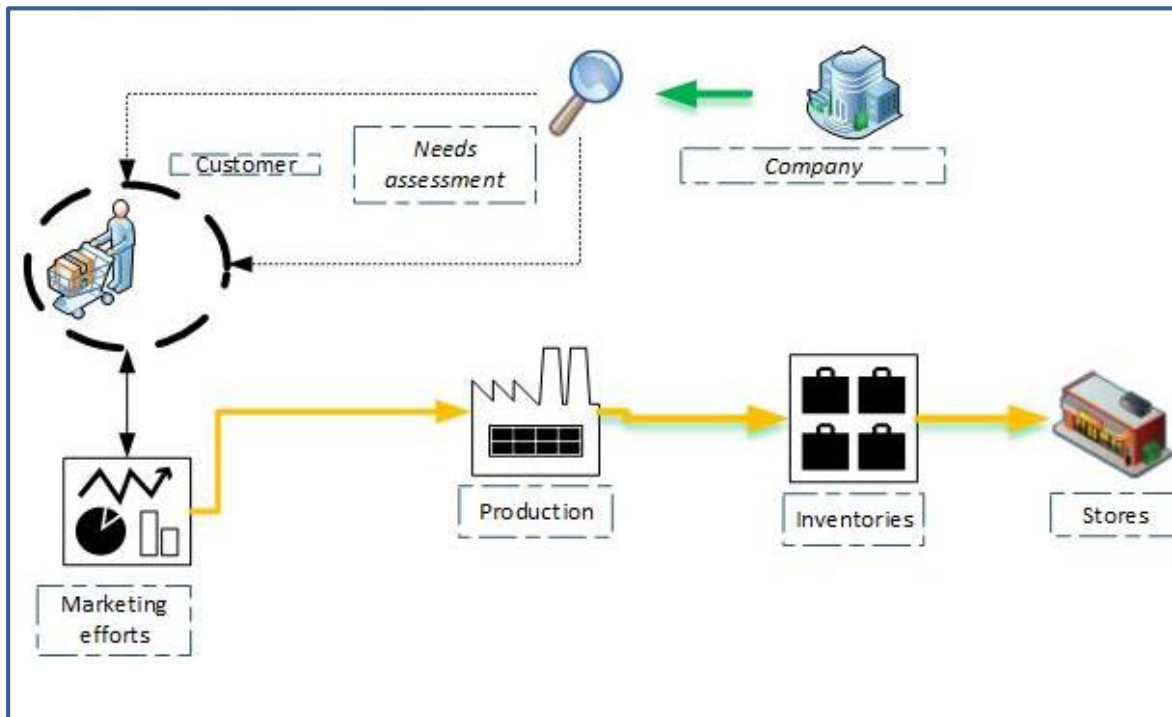 Customer
Needs
assessment
Company
Production
Inventories
Stores
Marketing
efforts